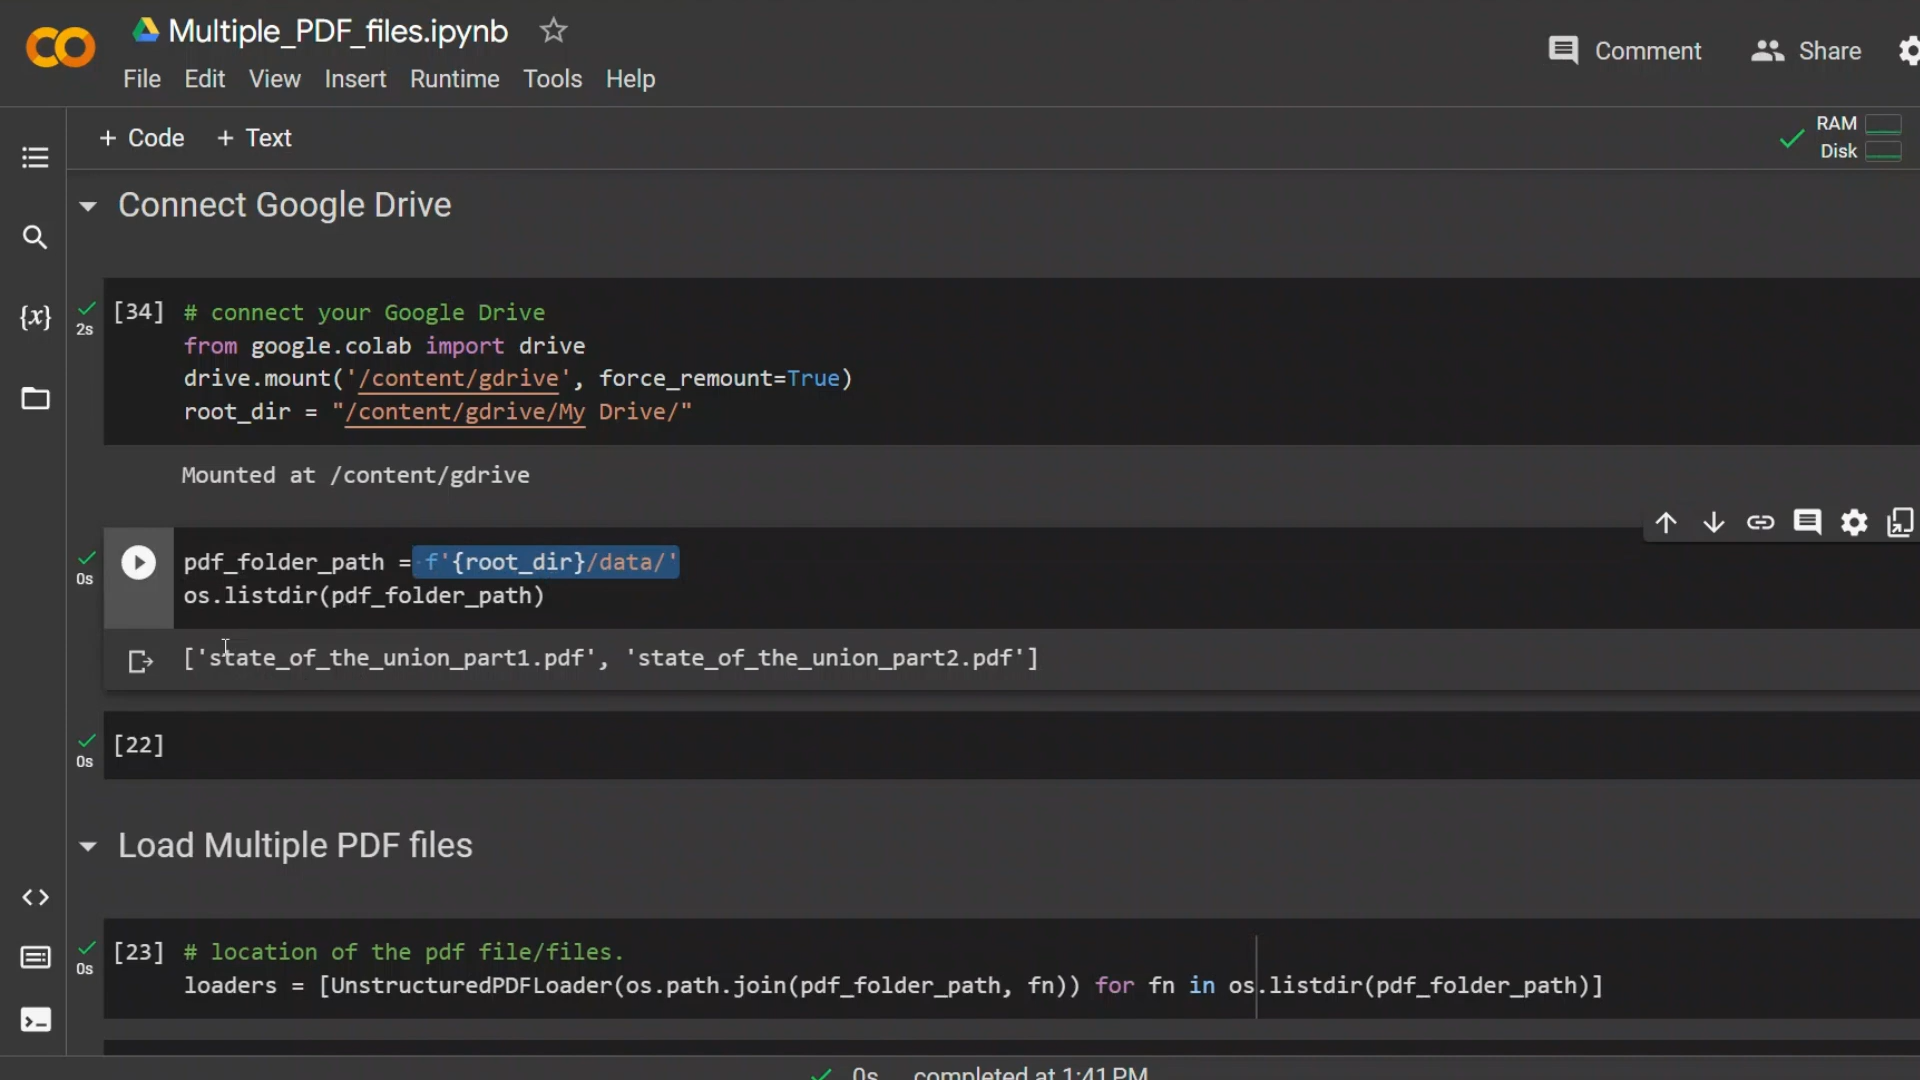 Multiple_PDF_files.ipynb
File Edit View Insert Runtime Tools Help
Comment Share
+ Code + Text
RAM
Disk
Connect Google Drive
2s
[34] # connect your Google Drive
from google.colab import drive
drive.mount('/content/gdrive', force_remount=True)
root_dir = "/content/gdrive/My Drive/"
Mounted at /content/gdrive
0s
pdf_folder_path = f'{root_dir}/data/'
os.listdir(pdf_folder_path)
['state_of_the_union_part1.pdf', 'state_of_the_union_part2.pdf']
[22]
0s
Load Multiple PDF files
[23] # location of the pdf file/files.
0s
loaders = [UnstructuredPDFLoader(os.path.join(pdf_folder_path, fn)) for fn in os.listdir(pdf_folder_path)]
0s completed at 1:41 PM